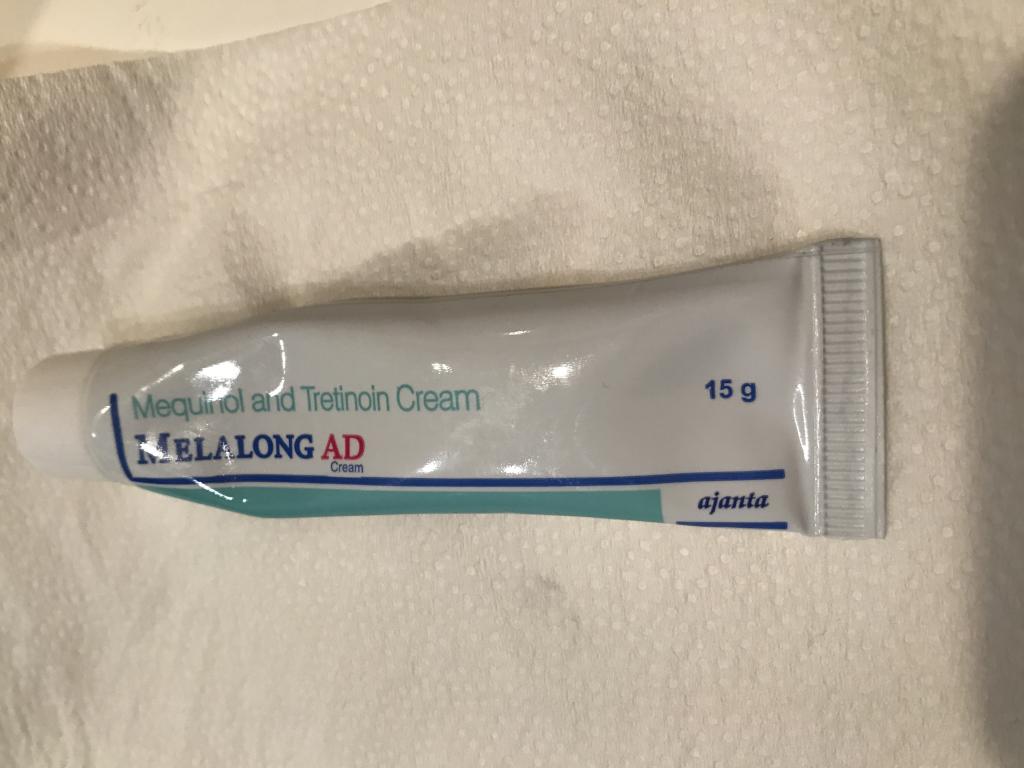 Mequinol and Tretinoin Cream
MELALONG AD
Cream
15 g
ajanta